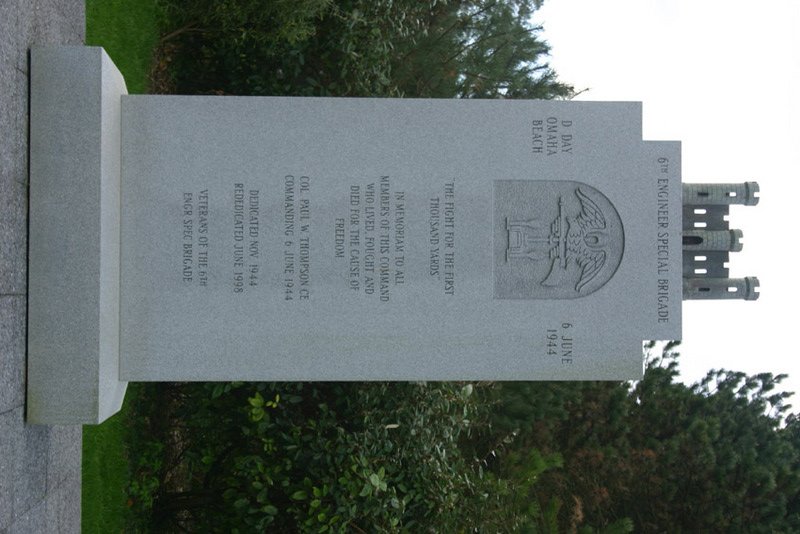 6TH ENGINEER SPECIAL BRIGADE
D DAY
OMAHA
BEACH
6 JUNE
1944
"THE FIGHT FOR THE FIRST
THOUSAND YARDS
IN MEMORIAM TO ALL
MEMBERS OF THIS COMMAND
WHO LIVED, FOUGHT AND
DIED FOR THE CAUSE OF
FREEDOM
COL PAUL W THOMPSON CE
COMMANDING 6 JUNE 1944
DEDICATED NOV 1944
REDEDICATED JUNE 1998
VETERANS OF THE 6TH
ENGR SPEC BRIGADE